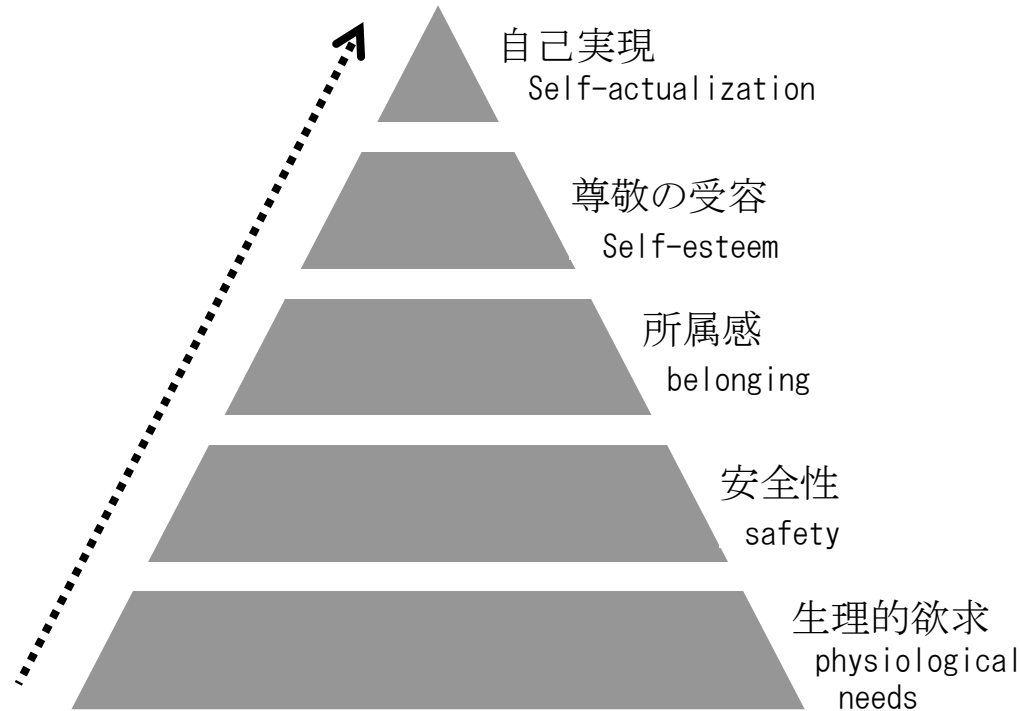 自己実現
Self-actualization
尊敬の受容
Self-esteem
所属感
belonging
安全性
safety
生理的欲求
physiological
needs